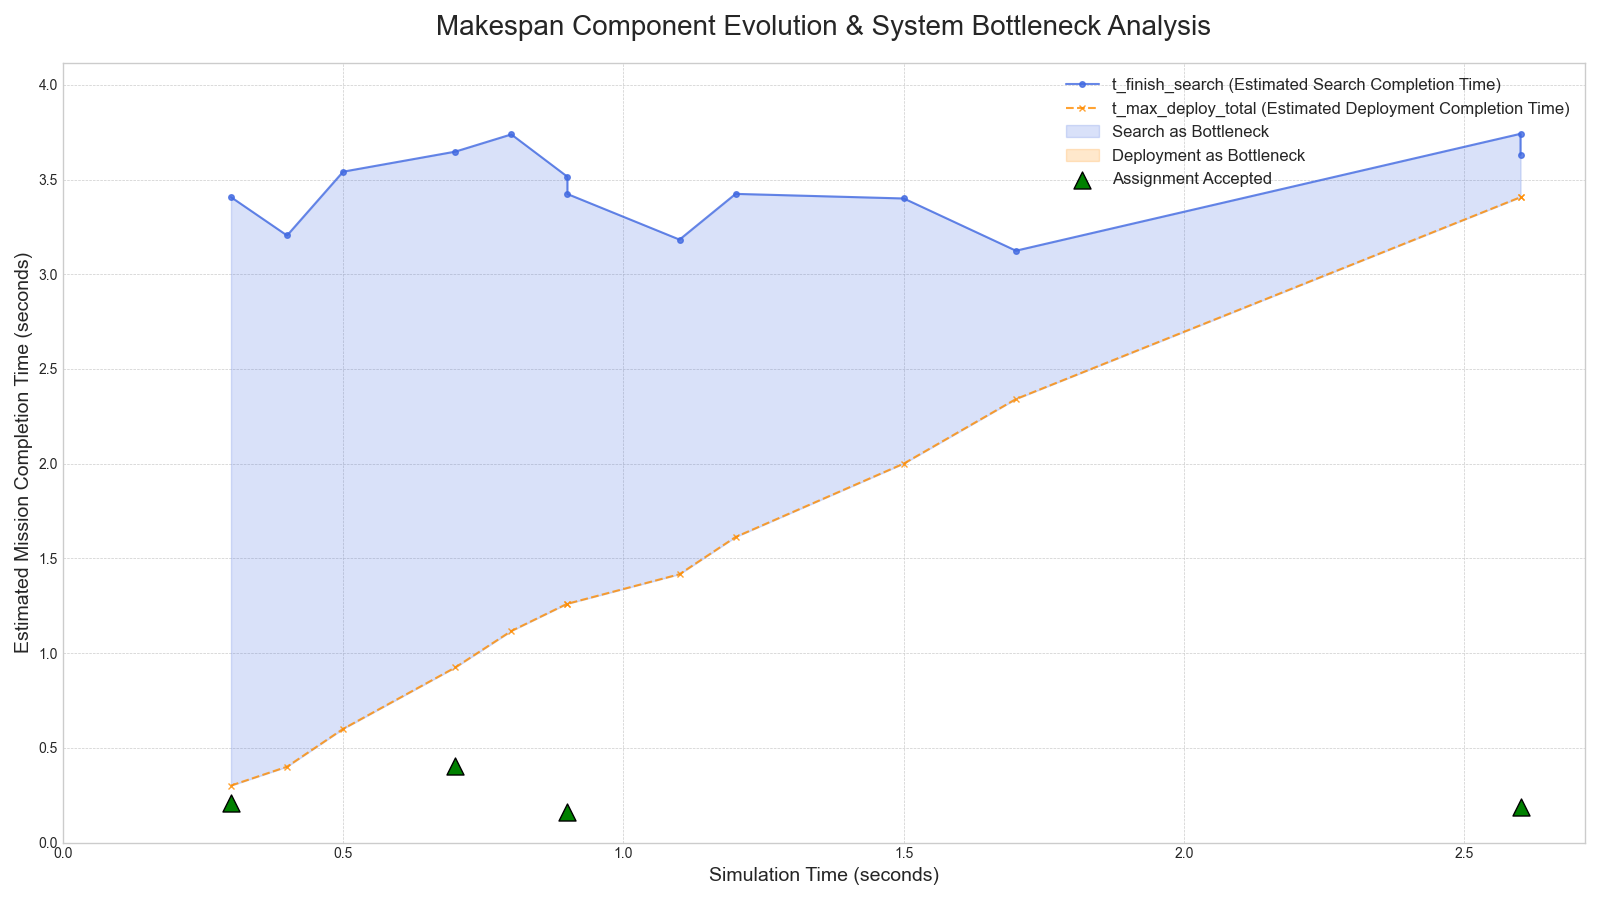 Makespan Component Evolution & System Bottleneck Analysis
t_finish_search (Estimated Search Completion Time)
t_max_deploy_total (Estimated Deployment Completion Time)
Search as Bottleneck
Deployment as Bottleneck
Assignment Accepted
Estimated Mission Completion Time (seconds)
4.0
3.5
3.0
2.5
2.0
1.5
1.0
0.5
0.0
0.0 0.5 1.0 1.5 2.0 2.5
Simulation Time (seconds)